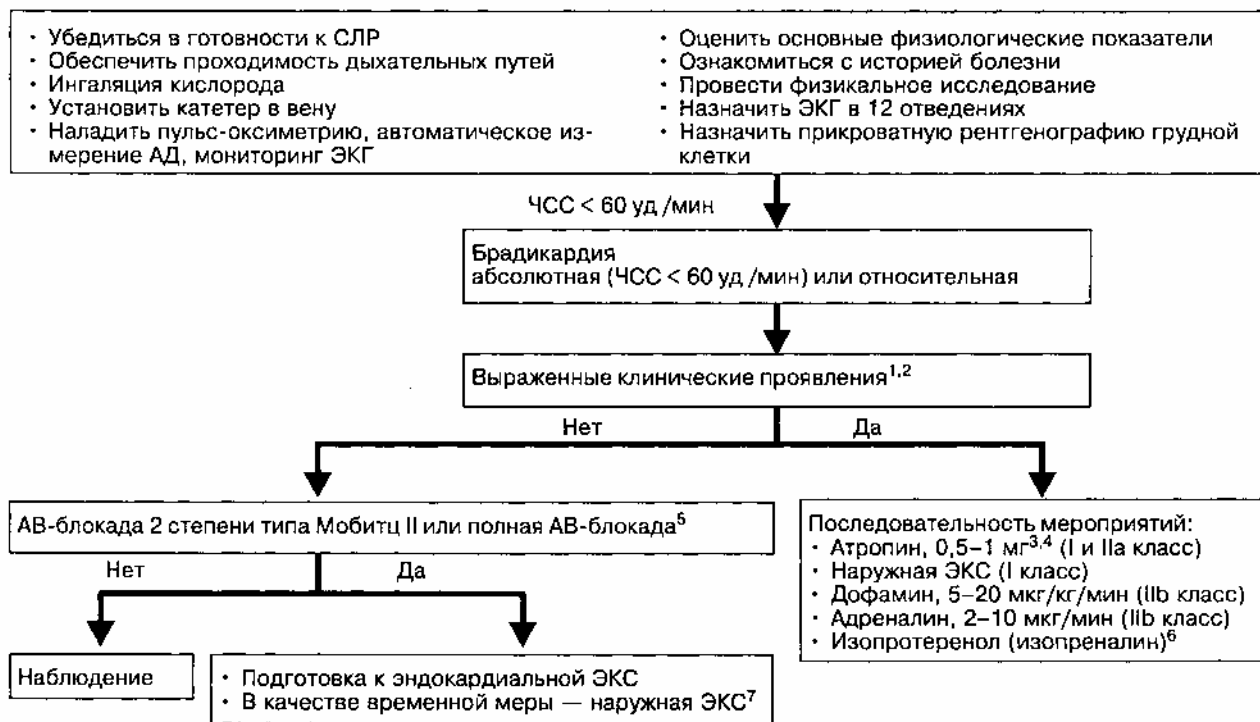 · Убедиться в готовности к СЛР
· Обеспечить проходимость дыхательных путей
· Ингаляция кислорода
· Установить катетер в вену
· Наладить пульс-оксиметрию, автоматическое из-
мерение АД, мониторинг ЭКГ
· Оценить основные физиологические показатели
· Ознакомиться с историей болезни
· Провести физикальное исследование
· Назначить ЭКГ в 12 отведениях
· Назначить прикроватную рентгенографию грудной
клетки
ЧСС < 60 уд/мин
Брадикардия
абсолютная (ЧСС < 60 уд/мин) или относительная
Выраженные клинические проявления1,2
Нет
Да
АВ-блокада 2 степени типа Мобитц II или полная АВ-блокада5
Нет
Да
Наблюдение
· Подготовка к эндокардиальной ЭКС
· В качестве временной меры — наружная ЭКС7
Последовательность мероприятий:
· Атропин, 0,5–1 мг3,4 (I и IIa класс)
· Наружная ЭКС (I класс)
· Дофамин, 5–20 мкг/кг/мин (IIb класс)
· Адреналин, 2–10 мкг/мин (IIb класс)
· Изопротеренол (изопреналин)6